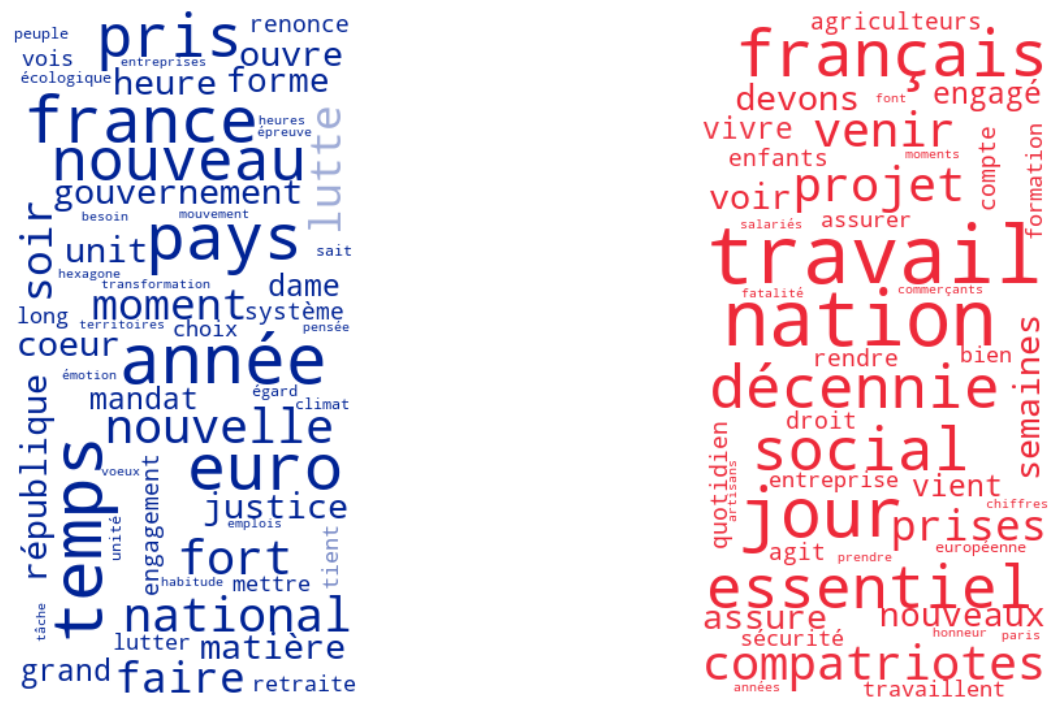 peuple
pris
renonce
vois
entreprises
ouvre
écologique
heure
forme
france
heures
épreuve
lutte
nouveau
gouvernement
soir
besoin
mouvement
unit
pays
sait
hexagone
transformation
dame
moment
système
long
territoires
choix
pensée
coeur
année
émotion
égard
république
mandat
climat
nouvelle
temps
voeux
euro
engagement
justice
unité
emplois
fort
tient
habitude
mettre
tâche
national
lutter
matière
grand
faire
retraite
agriculteurs
français
devons
font
engagé
vivre
venir
compte
formation
enfants
moments
voir
projet
salariés
assurer
travail
fatalité
commerçants
nation
semaines
rendre
bien
décennie
droit
quotidien
social
artisans
entreprise
vient
jour
chiffres
prises
agit
prendre
européenne
essentiel
assure
nouveaux
sécurité
honneur
paris
compatriotes
années
travaillent